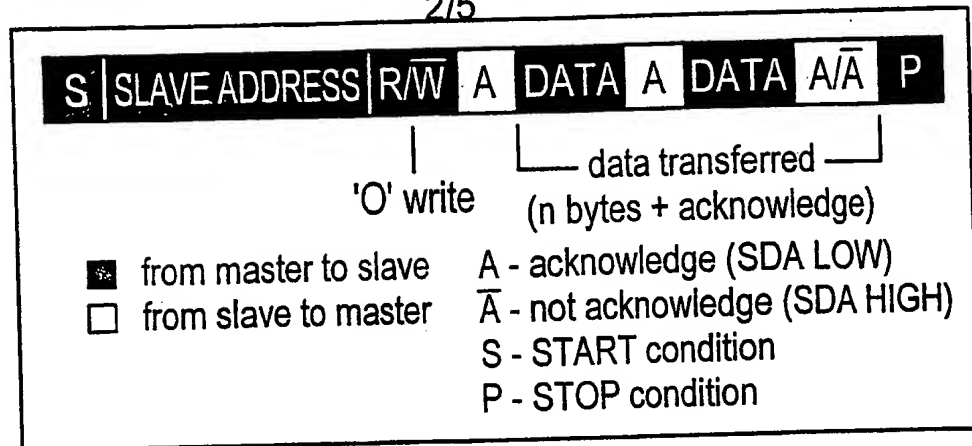 2/5
S SLAVE ADDRESS R/W̅ A DATA A DATA A/A̅ P
data transferred
'O' write (n bytes + acknowledge)
from master to slave A - acknowledge (SDA LOW)
from slave to master A̅ - not acknowledge (SDA HIGH)
S - START condition
P - STOP condition